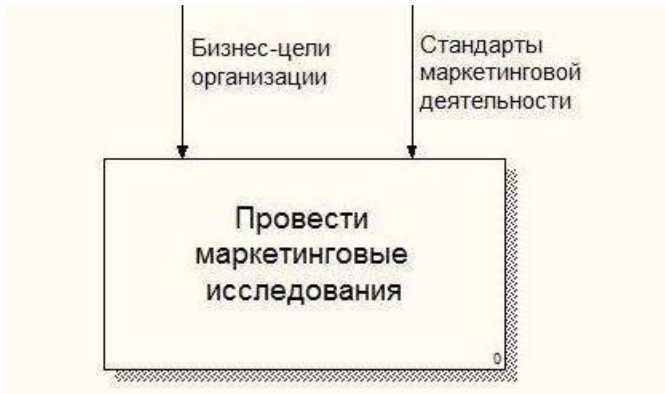 Бизнес-цели
организации
Стандарты
маркетинговой
деятельности
Провести
маркетинговые
исследования
0